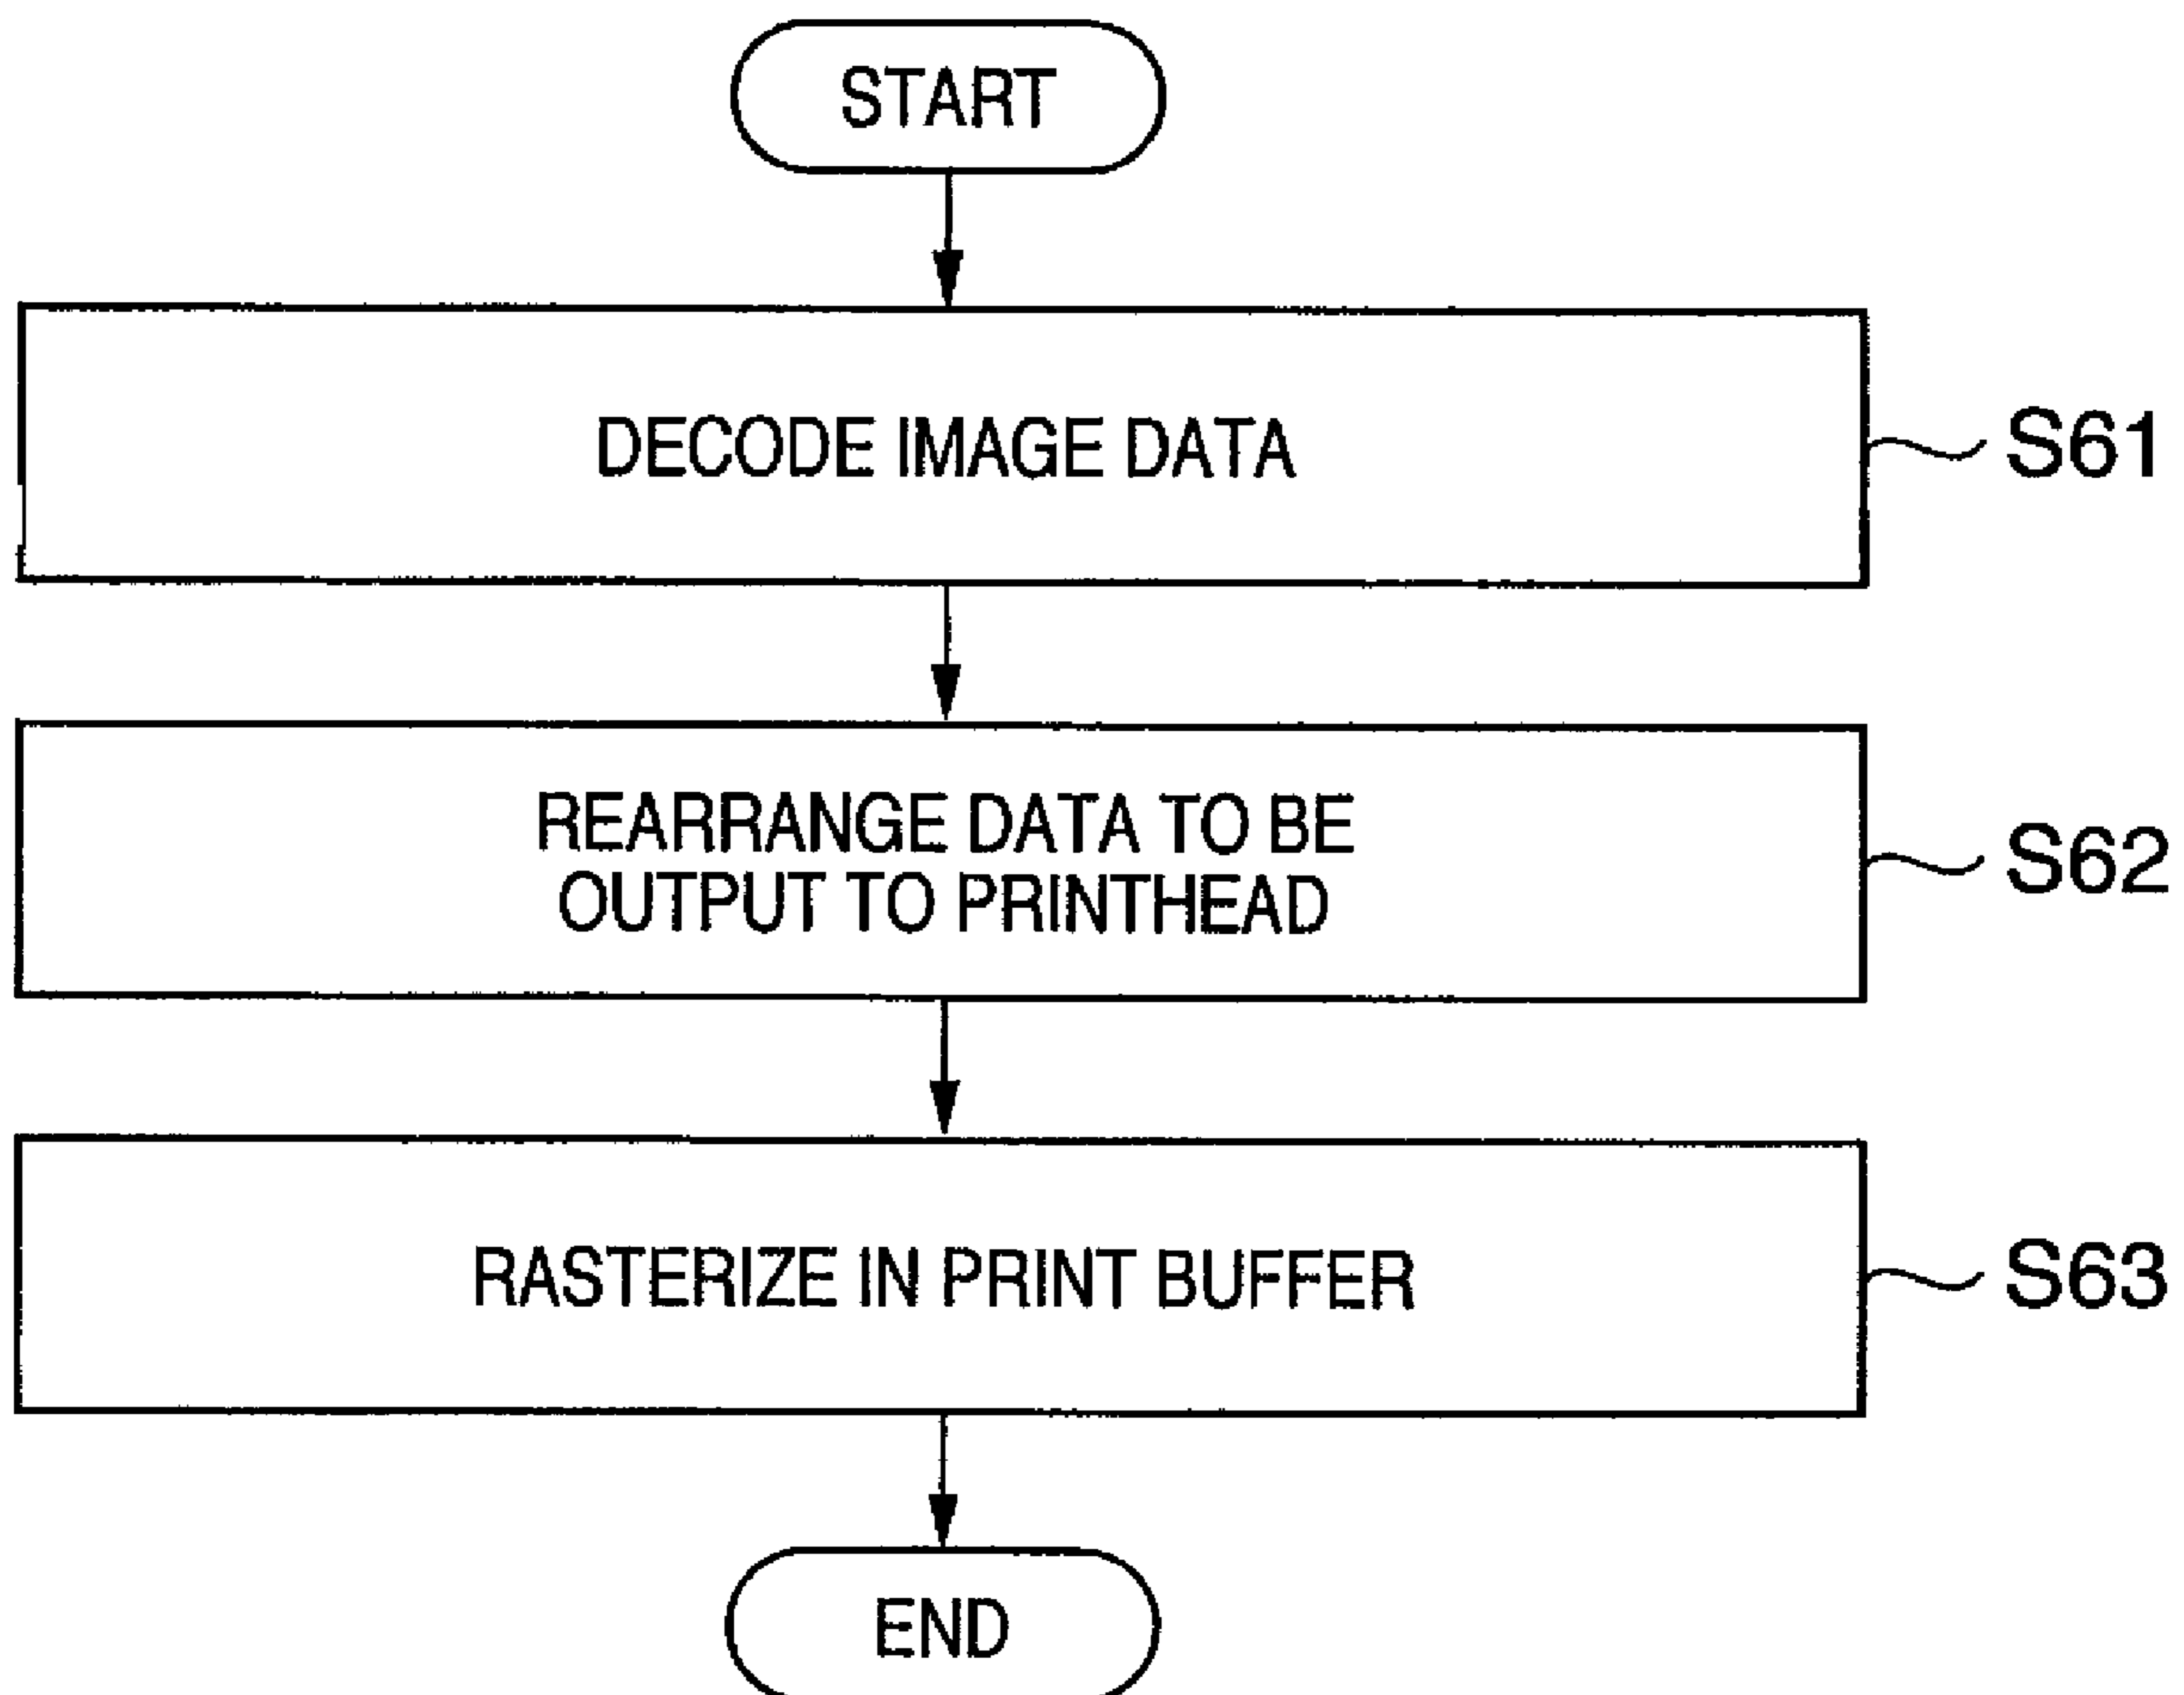 START
DECODE IMAGE DATA
S61
REARRANGE DATA TO BE
OUTPUT TO PRINTHEAD
S62
RASTERIZE IN PRINT BUFFER
S63
END